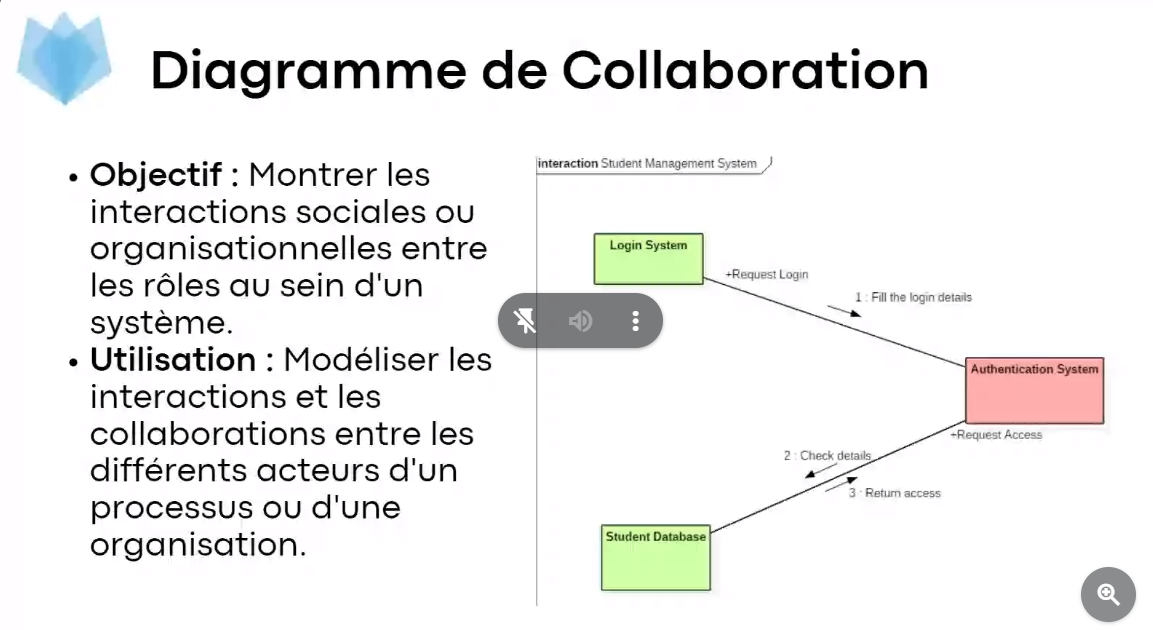 Diagramme de Collaboration
• Objectif : Montrer les
interactions sociales ou
organisationnelles entre
les rôles au sein d'un
système.
• Utilisation : Modéliser les
interactions et les
collaborations entre les
différents acteurs d'un
processus ou d'une
organisation.
interaction Student Management System
Login System
+Request Login
1 : Fill the login details
Authentication System
+Request Access
2 : Check details
3 : Return access
Student Database